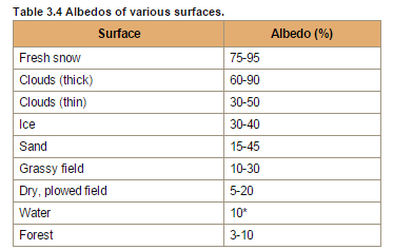 Table 3.4 Albedos of various surfaces.
Surface Albedo (%)
Fresh snow 75-95
Clouds (thick) 60-90
Clouds (thin) 30-50
Ice 30-40
Sand 15-45
Grassy field 10-30
Dry, plowed field 5-20
Water 10*
Forest 3-10